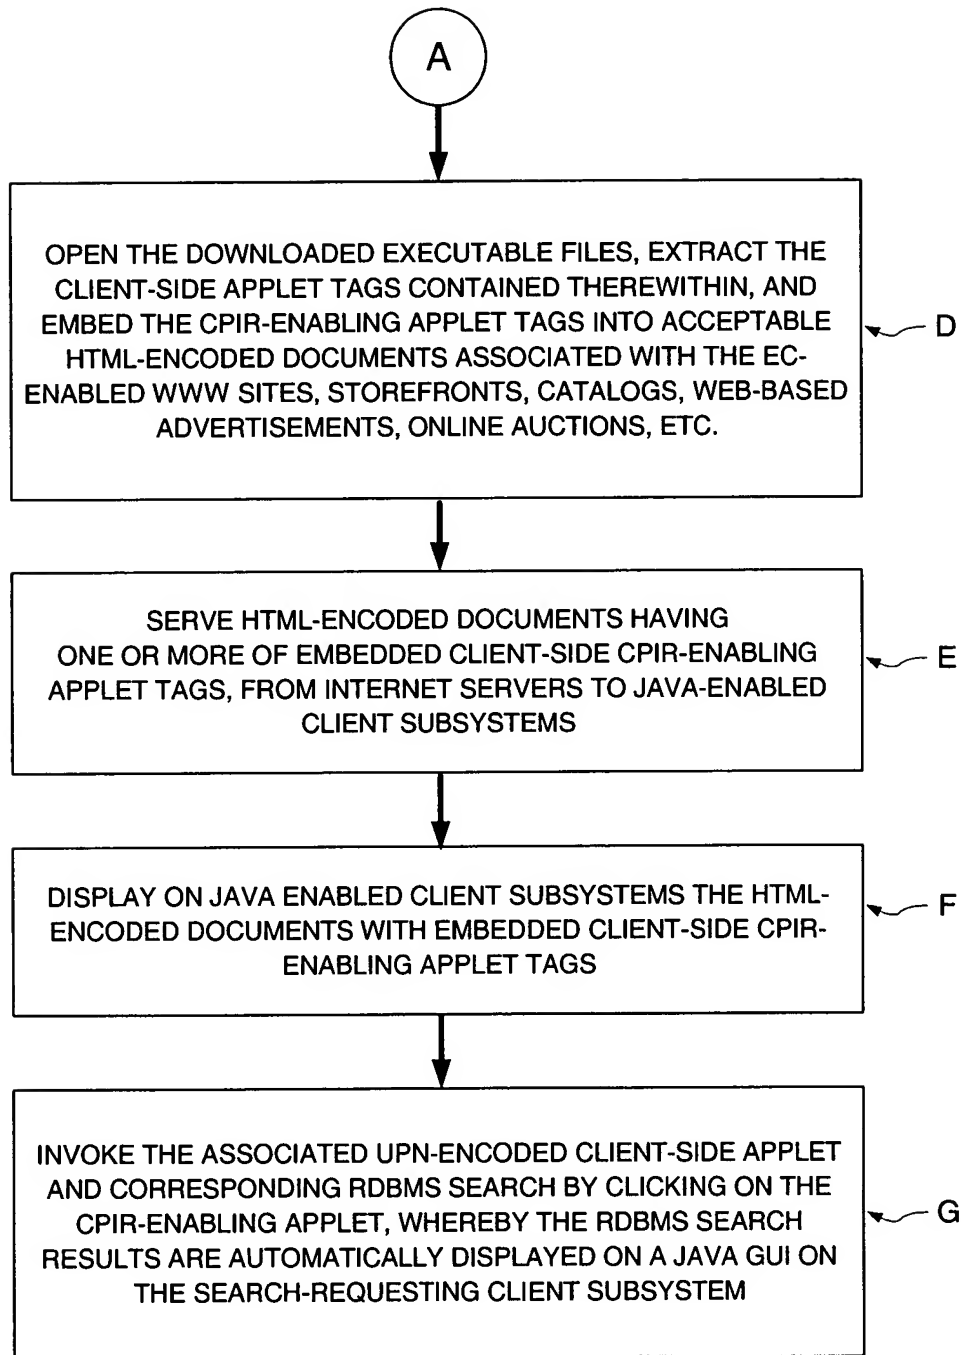 A
OPEN THE DOWNLOADED EXECUTABLE FILES, EXTRACT THE
CLIENT-SIDE APPLET TAGS CONTAINED THEREWITHIN, AND
EMBED THE CPIR-ENABLING APPLET TAGS INTO ACCEPTABLE
HTML-ENCODED DOCUMENTS ASSOCIATED WITH THE EC-
ENABLED WWW SITES, STOREFRONTS, CATALOGS, WEB-BASED
ADVERTISEMENTS, ONLINE AUCTIONS, ETC.
D
SERVE HTML-ENCODED DOCUMENTS HAVING
ONE OR MORE OF EMBEDDED CLIENT-SIDE CPIR-ENABLING
APPLET TAGS, FROM INTERNET SERVERS TO JAVA-ENABLED
CLIENT SUBSYSTEMS
E
DISPLAY ON JAVA ENABLED CLIENT SUBSYSTEMS THE HTML-
ENCODED DOCUMENTS WITH EMBEDDED CLIENT-SIDE CPIR-
ENABLING APPLET TAGS
F
INVOKE THE ASSOCIATED UPN-ENCODED CLIENT-SIDE APPLET
AND CORRESPONDING RDBMS SEARCH BY CLICKING ON THE
CPIR-ENABLING APPLET, WHEREBY THE RDBMS SEARCH
RESULTS ARE AUTOMATICALLY DISPLAYED ON A JAVA GUI ON
THE SEARCH-REQUESTING CLIENT SUBSYSTEM
G